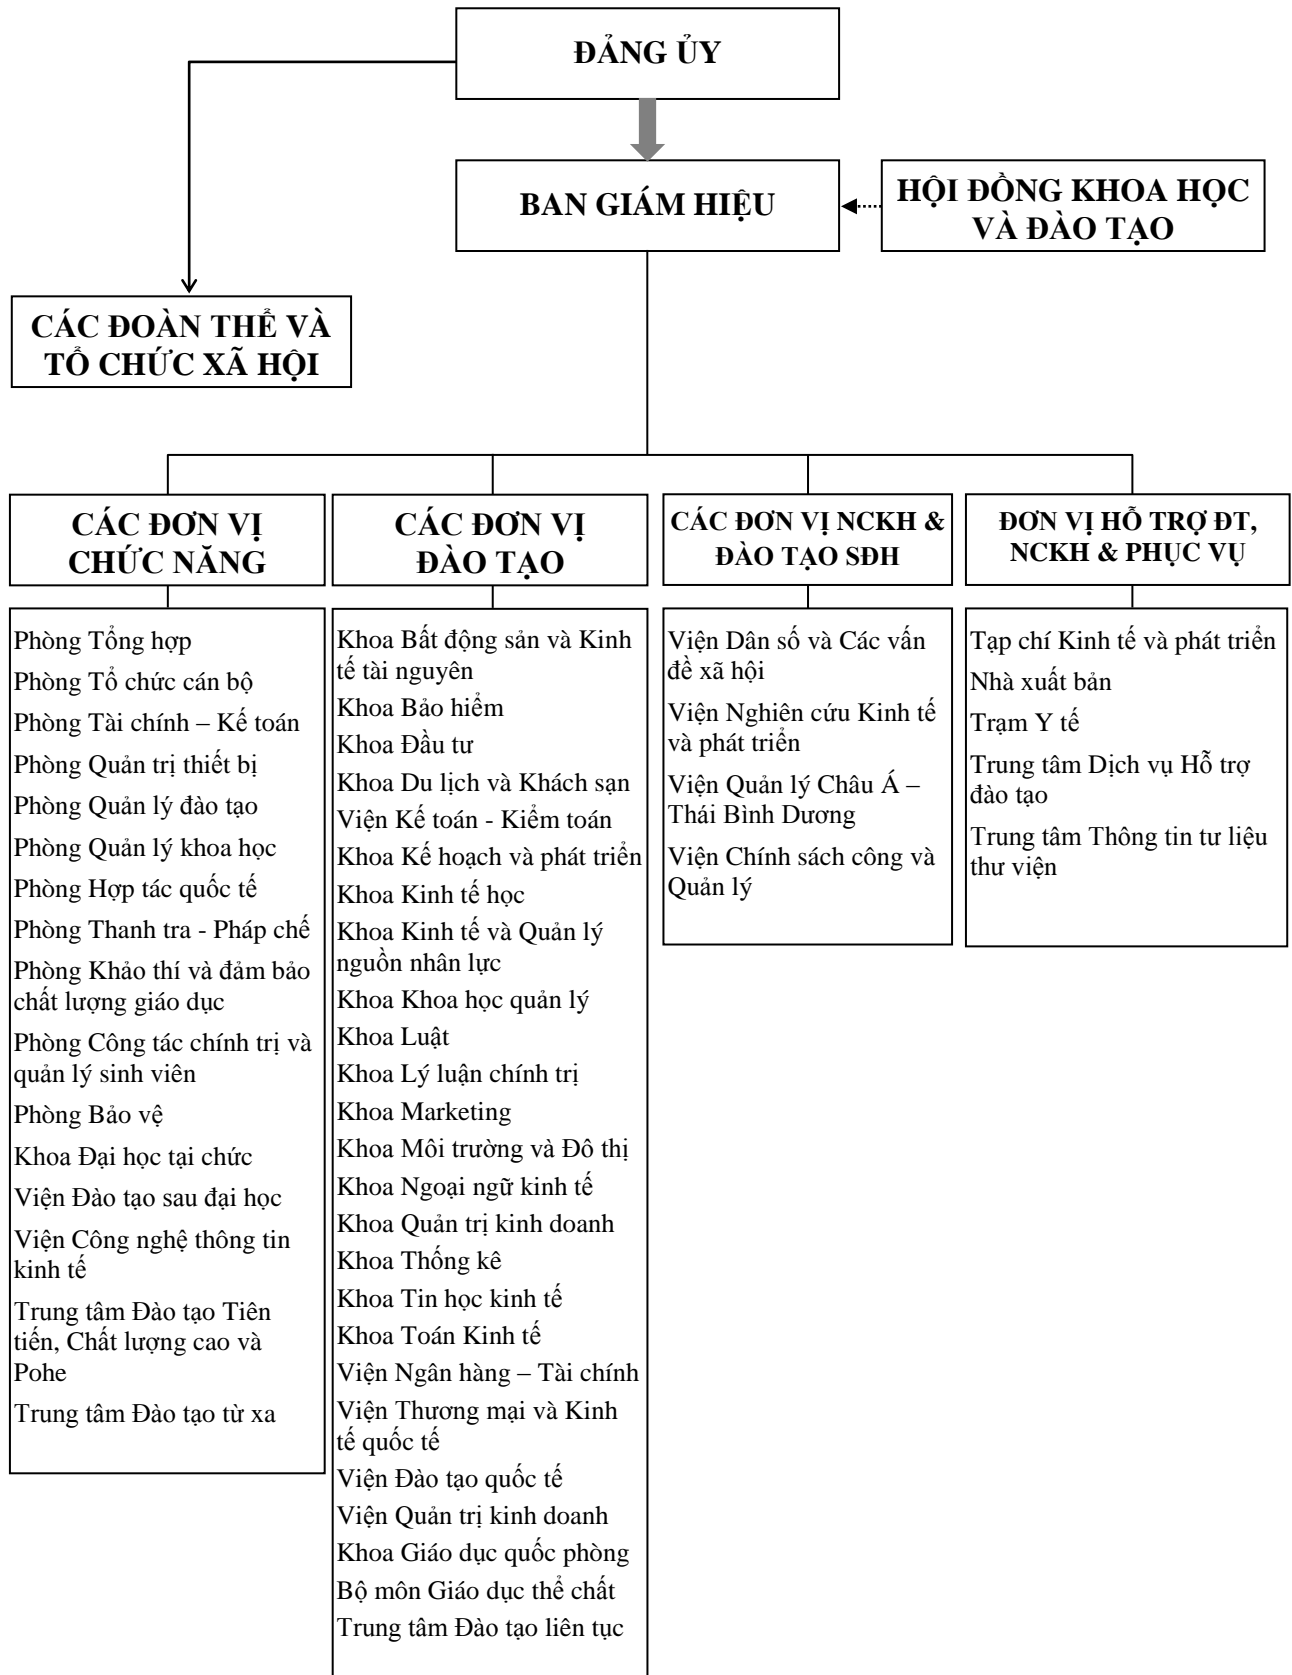 ĐẢNG ỦY
BAN GIÁM HIỆU
HỘI ĐỒNG KHOA HỌC
VÀ ĐÀO TẠO
CÁC ĐOÀN THỂ VÀ
TỔ CHỨC XÃ HỘI
CÁC ĐƠN VỊ
CHỨC NĂNG
Phòng Tổng hợp
Phòng Tổ chức cán bộ
Phòng Tài chính – Kế toán
Phòng Quản trị thiết bị
Phòng Quản lý đào tạo
Phòng Quản lý khoa học
Phòng Hợp tác quốc tế
Phòng Thanh tra - Pháp chế
Phòng Khảo thí và đảm bảo
chất lượng giáo dục
Phòng Công tác chính trị và
quản lý sinh viên
Phòng Bảo vệ
Khoa Đại học tại chức
Viện Đào tạo sau đại học
Viện Công nghệ thông tin
kinh tế
Trung tâm Đào tạo Tiên
tiến, Chất lượng cao và
Pohe
Trung tâm Đào tạo từ xa
CÁC ĐƠN VỊ
ĐÀO TẠO
Khoa Bất động sản và Kinh
tế tài nguyên
Khoa Bảo hiểm
Khoa Đầu tư
Khoa Du lịch và Khách sạn
Viện Kế toán - Kiểm toán
Khoa Kế hoạch và phát triển
Khoa Kinh tế học
Khoa Kinh tế và Quản lý
nguồn nhân lực
Khoa Khoa học quản lý
Khoa Luật
Khoa Lý luận chính trị
Khoa Marketing
Khoa Môi trường và Đô thị
Khoa Ngoại ngữ kinh tế
Khoa Quản trị kinh doanh
Khoa Thống kê
Khoa Tin học kinh tế
Khoa Toán Kinh tế
Viện Ngân hàng – Tài chính
Viện Thương mại và Kinh
tế quốc tế
Viện Đào tạo quốc tế
Viện Quản trị kinh doanh
Khoa Giáo dục quốc phòng
Bộ môn Giáo dục thể chất
Trung tâm Đào tạo liên tục
CÁC ĐƠN VỊ NCKH &
ĐÀO TẠO SĐH
Viện Dân số và Các vấn
đề xã hội
Viện Nghiên cứu Kinh tế
và phát triển
Viện Quản lý Châu Á –
Thái Bình Dương
Viện Chính sách công và
Quản lý
ĐƠN VỊ HỖ TRỢ ĐT,
NCKH & PHỤC VỤ
Tạp chí Kinh tế và phát triển
Nhà xuất bản
Trạm Y tế
Trung tâm Dịch vụ Hỗ trợ
đào tạo
Trung tâm Thông tin tư liệu
thư viện